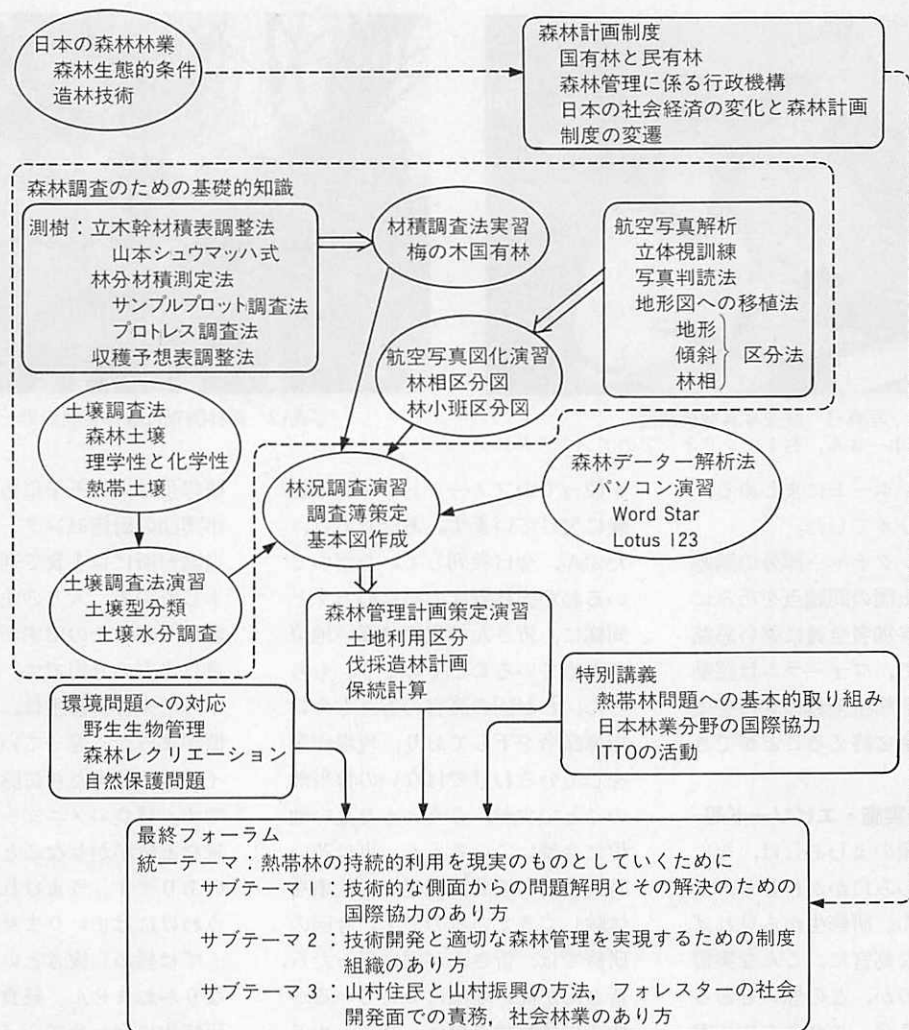 日本の森林林業
森林生態的条件
造林技術
森林計画制度
国有林と民有林
森林管理に係る行政機構
日本の社会経済の変化と森林計画
制度の変遷
森林調査のための基礎的知識
測樹:立木幹材積表調整法
山本シュウマッハ式
林分材積測定法
サンプルプロット調査法
プロトレス調査法
収穫予想表調整法
材積調査法実習
梅の木国有林
航空写真解析
立体視訓練
写真判読法
地形図への移植法
地形
傾斜 区分法
林相
航空写真図化演習
林相区分図
林小班区分図
土壌調査法
森林土壌
理学性と化学性
熱帯土壌
林況調査演習
調査簿策定
基本図作成
森林データー解析法
パソコン演習
Word Star
Lotus 123
土壌調査法演習
土壌型分類
土壌水分調査
森林管理計画策定演習
土地利用区分
伐採造林計画
保続計算
環境問題への対応
野生生物管理
森林レクリエーション
自然保護問題
特別講義
熱帯林問題への基本的取り組み
日本林業分野の国際協力
ITTOの活動
最終フォーラム
統一テーマ:熱帯林の持続的利用を現実のものとしていくために
サブテーマ1 技術的な側面からの問題解明とその解決のための
国際協力のあり方
サブテーマ2:技術開発と適切な森林管理を実現するための制度
組織のあり方
サブテーマ3 山村住民と山村振興の方法,フォレスターの社会
開発面での責務,社会林業のあり方